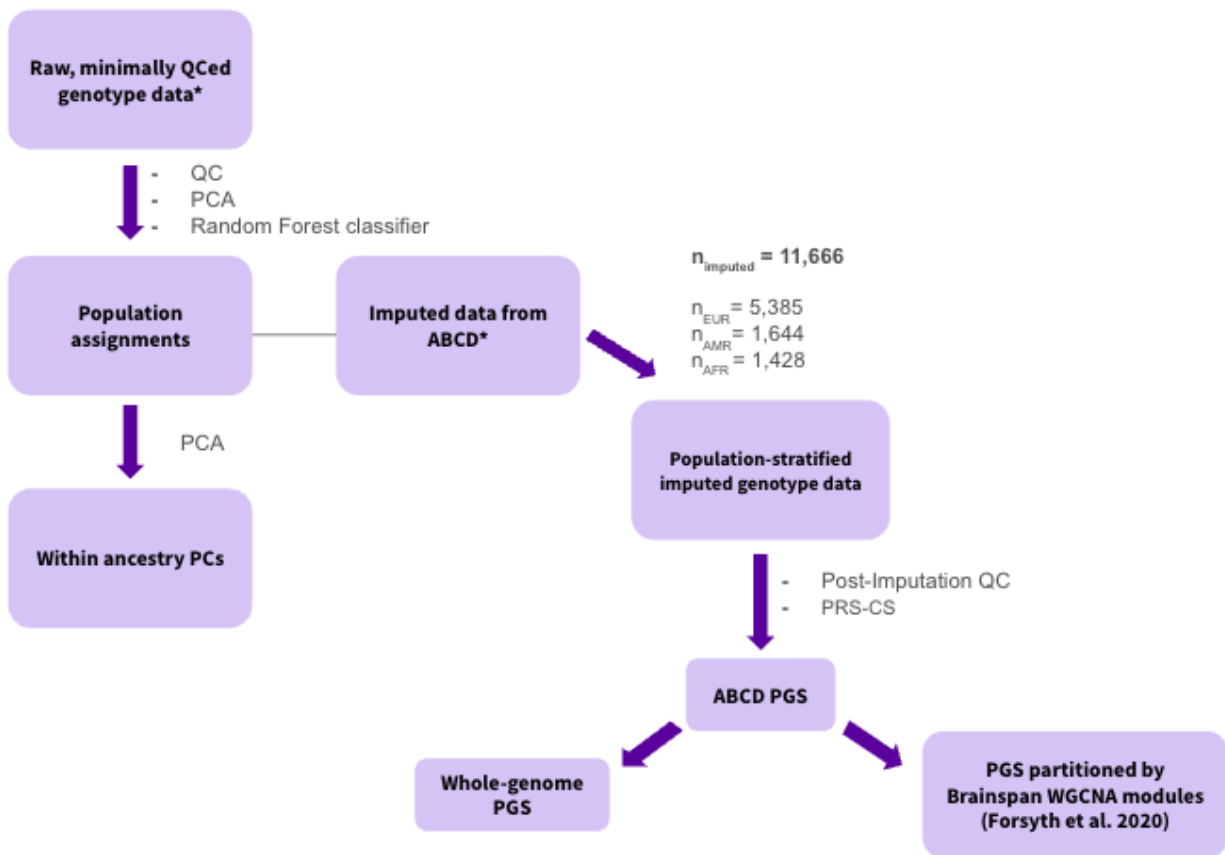 Raw, minimally QCed
genotype data*
- QC
- PCA
- Random Forest classifier
Population
assignments
Imputed data from
ABCD*
n_imputed = 11,666
n_EUR = 5,385
n_AMR = 1,644
n_AFR = 1,428
PCA
Population-stratified
imputed genotype data
Within ancestry PCs
- Post-Imputation QC
- PRS-CS
ABCD PGS
Whole-genome
PGS
PGS partitioned by
Brainspan WGCNA modules
(Forsyth et al. 2020)